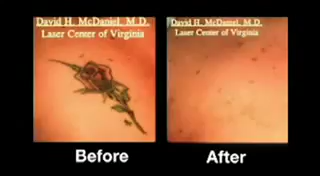 David H. McDaniel, M.D.
Laser Center of Virginia
David H. McDaniel, M.D.
Laser Center of Virginia
Before
After